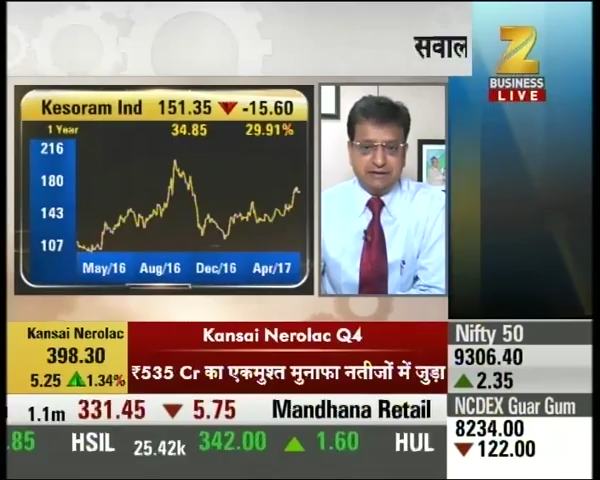 सवाल
Z
BUSINESS
LIVE
Kesoram Ind 151.35 ▼ -15.60
1 Year 34.85 29.91%
216
180
143
107
May/16 Aug/16 Dec/16 Apr/17
Kansai Nerolac
398.30
5.25 ▲ 1.34%
Kansai Nerolac Q4
₹535 Cr का एकमुश्त मुनाफा नतीजों में जुड़ा
Nifty 50
9306.40
▲ 2.35
NCDEX Guar Gum
8234.00
▼ 122.00
1.1m 331.45 ▼ 5.75 Mandhana Retail
.85 HSIL 25.42k 342.00 ▲ 1.60 HUL